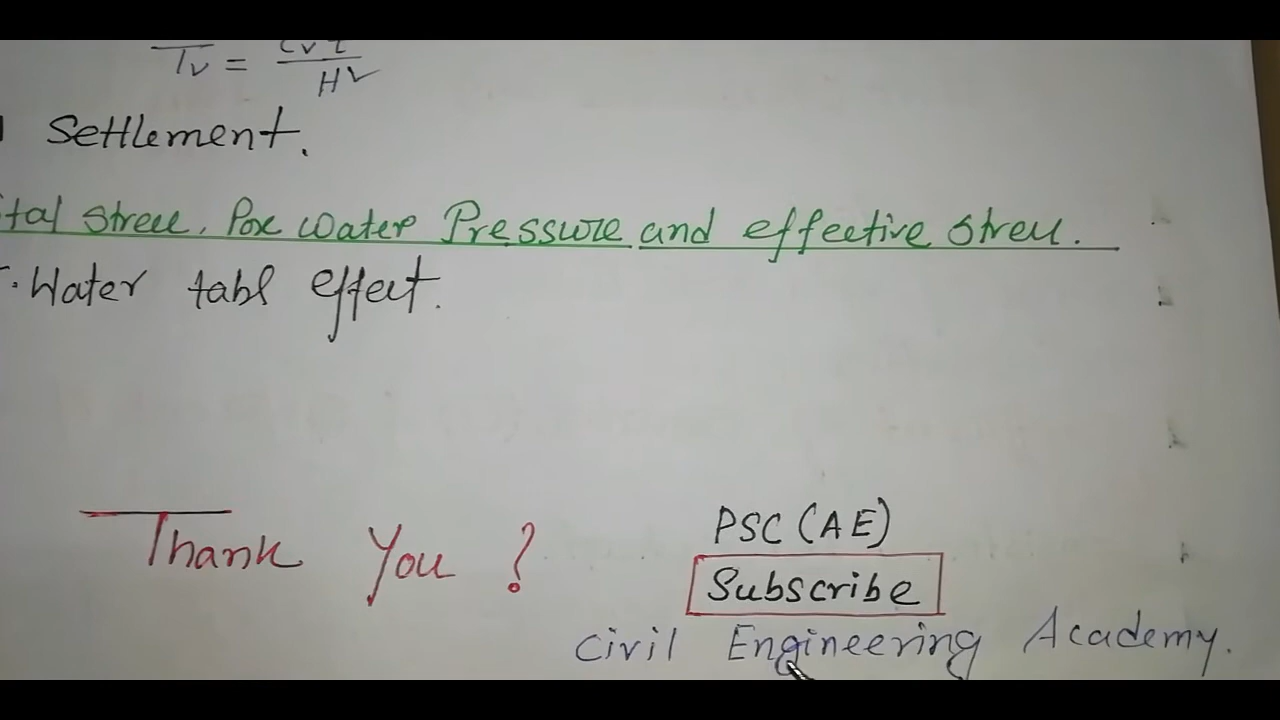 Tv = Cv t / H²
Settlement.
tal Stress, Pore Water Pressure and effective Stress.
Water tabl effect.
Thank You ?
PSC (AE)
Subscribe
Civil Engineering Academy.